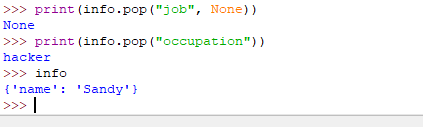 >>> print(info.pop("job", None))
None
>>> print(info.pop("occupation"))
hacker
>>> info
{'name': 'Sandy'}
>>>